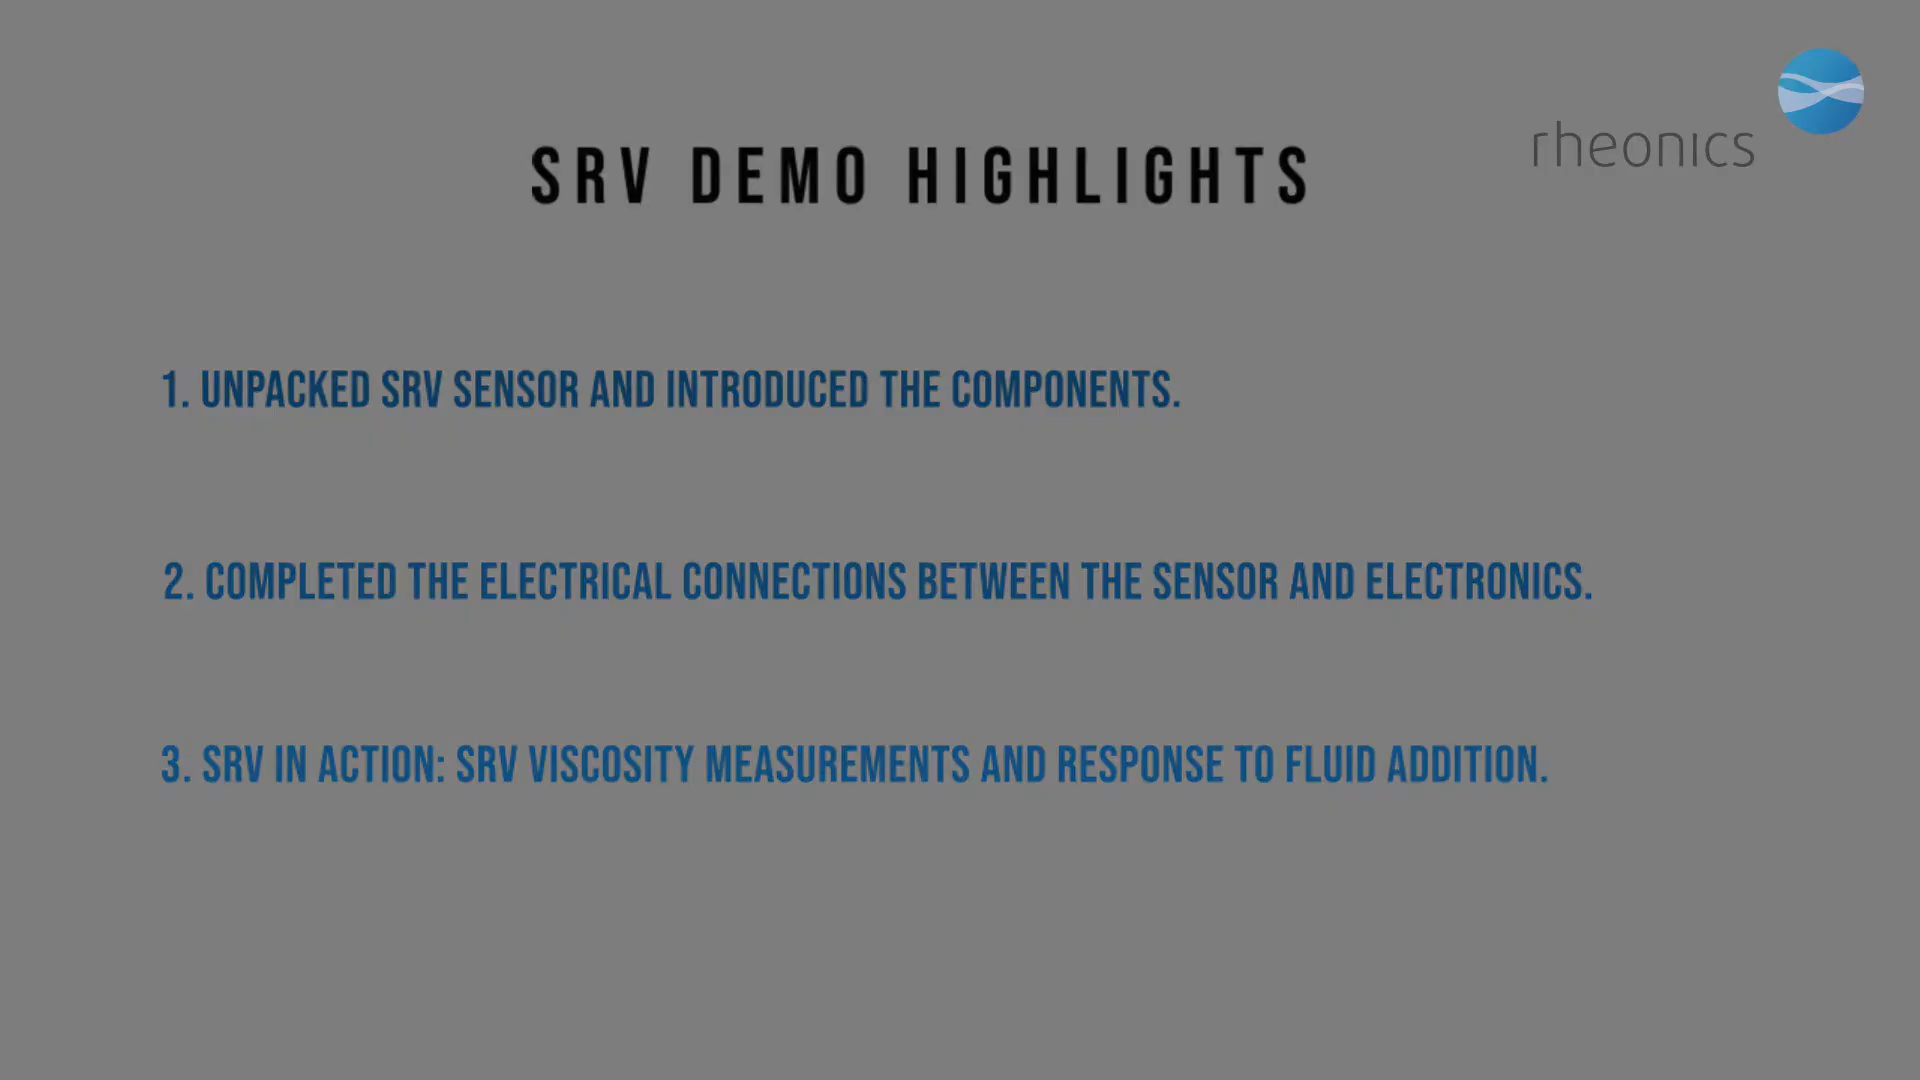 rheonics
SRV DEMO HIGHLIGHTS
1. UNPACKED SRV SENSOR AND INTRODUCED THE COMPONENTS.
2. COMPLETED THE ELECTRICAL CONNECTIONS BETWEEN THE SENSOR AND ELECTRONICS.
3. SRV IN ACTION: SRV VISCOSITY MEASUREMENTS AND RESPONSE TO FLUID ADDITION.